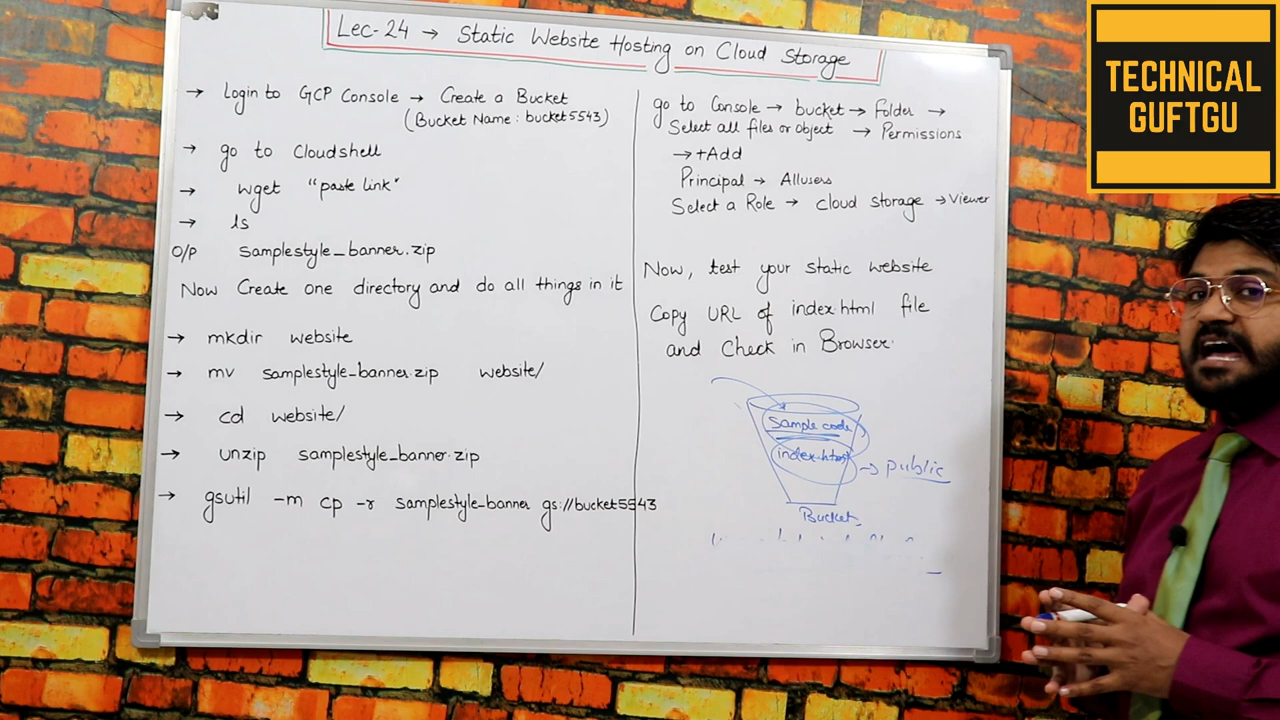 Lec-24 → Static Website Hosting on Cloud Storage
→ Login to GCP Console → Create a Bucket
(Bucket Name : bucket5543)
→ go to Cloudshell
→ wget "paste link"
→ ls
O/P samplestyle_banner.zip
Now Create one directory and do all things in it
→ mkdir website
→ mv samplestyle_banner.zip website/
→ cd website/
→ unzip samplestyle_banner.zip
→ gsutil -m cp -r samplestyle_banner gs://bucket5543
go to Console → bucket → Folder →
Select all files or object → Permissions
→ +Add
Principal → Allusers
Select a Role → cloud storage → Viewer
Now, test your static website
Copy URL of index.html file
and Check in Browser.
Sample code
index.html
→ public
Bucket
TECHNICAL
GUFTGU